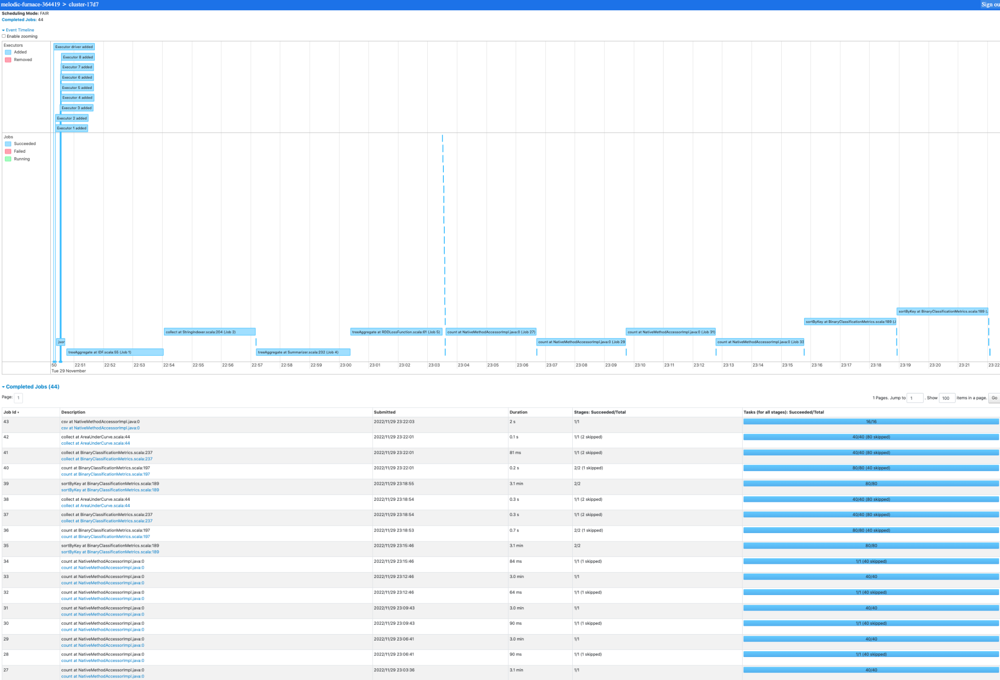 melodic-furnace-364419 > cluster-17d7
Sign ou
Scheduling Mode: FAIR
Completed Jobs: 44
Event Timeline
Enable zooming
Executors
Added
Removed
Executor driver added
Executor 8 added
Executor 7 added
Executor 6 added
Executor 5 added
Executor 4 added
Executor 3 added
Executor 2 added
Executor 1 added
Jobs
Succeeded
Failed
Running
sortByKey at BinaryClassificationMetrics.scala:189 (.
sortByKey at BinaryClassificationMetrics.scala:189 (J
collect at StringIndexer.scala:204 (Job 2)
treeAggregate at RDDLossFunction.scala:61 (Job 5)
count at NativeMethodAccessorImpl.java:0 (Job 27)
count at NativeMethodAccessorImpl.java:0 (Job 31)
jsor
count at NativeMethodAccessorImpl.java:0 (Job 29
count at NativeMethodAccessorImpl.java:0 (Job 33
treeAggregate at IDF.scala:55 (Job 1)
treeAggregate at Summarizer.scala:232 (Job 4)
:50 22:51 22:52 22:53 22:54 22:55 22:56 22:57 22:58 22:59 23:00 23:01 23:02 23:03 23:04 23:05 23:06 23:07 23:08 23:09 23:10 23:11 23:12 23:13 23:14 23:15 23:16 23:17 23:18 23:19 23:20 23:21 23:22
Tue 29 November
Completed Jobs (44)
Page: 1
1 Pages. Jump to 1 . Show 100 items in a page. Go
Job Id Description Submitted Duration Stages: Succeeded/Total Tasks (for all stages): Succeeded/Total
43 csv at NativeMethodAccessorImpl.java:0 2022/11/29 23:22:03 2 s 1/1 16/16
csv at NativeMethodAccessorImpl.java:0
42 collect at AreaUnderCurve.scala:44 2022/11/29 23:22:01 0.1 s 1/1 (2 skipped) 40/40 (80 skipped)
collect at AreaUnderCurve.scala:44
41 collect at BinaryClassificationMetrics.scala:237 2022/11/29 23:22:01 81 ms 1/1 (2 skipped) 40/40 (80 skipped)
collect at BinaryClassificationMetrics.scala:237
40 count at BinaryClassificationMetrics.scala:197 2022/11/29 23:22:01 0.2 s 2/2 (1 skipped) 80/80 (40 skipped)
count at BinaryClassificationMetrics.scala:197
39 sortByKey at BinaryClassificationMetrics.scala:189 2022/11/29 23:18:55 3.1 min 2/2 80/80
sortByKey at BinaryClassificationMetrics.scala:189
38 collect at AreaUnderCurve.scala:44 2022/11/29 23:18:54 0.3 s 1/1 (2 skipped) 40/40 (80 skipped)
collect at AreaUnderCurve.scala:44
37 collect at BinaryClassificationMetrics.scala:237 2022/11/29 23:18:54 0.3 s 1/1 (2 skipped) 40/40 (80 skipped)
collect at BinaryClassificationMetrics.scala:237
36 count at BinaryClassificationMetrics.scala:197 2022/11/29 23:18:53 0.7 s 2/2 (1 skipped) 80/80 (40 skipped)
count at BinaryClassificationMetrics.scala:197
35 sortByKey at BinaryClassificationMetrics.scala:189 2022/11/29 23:15:46 3.1 min 2/2 80/80
sortByKey at BinaryClassificationMetrics.scala:189
34 count at NativeMethodAccessorImpl.java:0 2022/11/29 23:15:46 84 ms 1/1 (1 skipped) 1/1 (40 skipped)
count at NativeMethodAccessorImpl.java:0
33 count at NativeMethodAccessorImpl.java:0 2022/11/29 23:12:46 3.0 min 1/1 40/40
count at NativeMethodAccessorImpl.java:0
32 count at NativeMethodAccessorImpl.java:0 2022/11/29 23:12:46 64 ms 1/1 (1 skipped) 1/1 (40 skipped)
count at NativeMethodAccessorImpl.java:0
31 count at NativeMethodAccessorImpl.java:0 2022/11/29 23:09:43 3.0 min 1/1 40/40
count at NativeMethodAccessorImpl.java:0
30 count at NativeMethodAccessorImpl.java:0 2022/11/29 23:09:43 90 ms 1/1 (1 skipped) 1/1 (40 skipped)
count at NativeMethodAccessorImpl.java:0
29 count at NativeMethodAccessorImpl.java:0 2022/11/29 23:06:41 3.0 min 1/1 40/40
count at NativeMethodAccessorImpl.java:0
28 count at NativeMethodAccessorImpl.java:0 2022/11/29 23:06:41 90 ms 1/1 (1 skipped) 1/1 (40 skipped)
count at NativeMethodAccessorImpl.java:0
27 count at NativeMethodAccessorImpl.java:0 2022/11/29 23:03:36 3.1 min 1/1 40/40
count at NativeMethodAccessorImpl.java:0